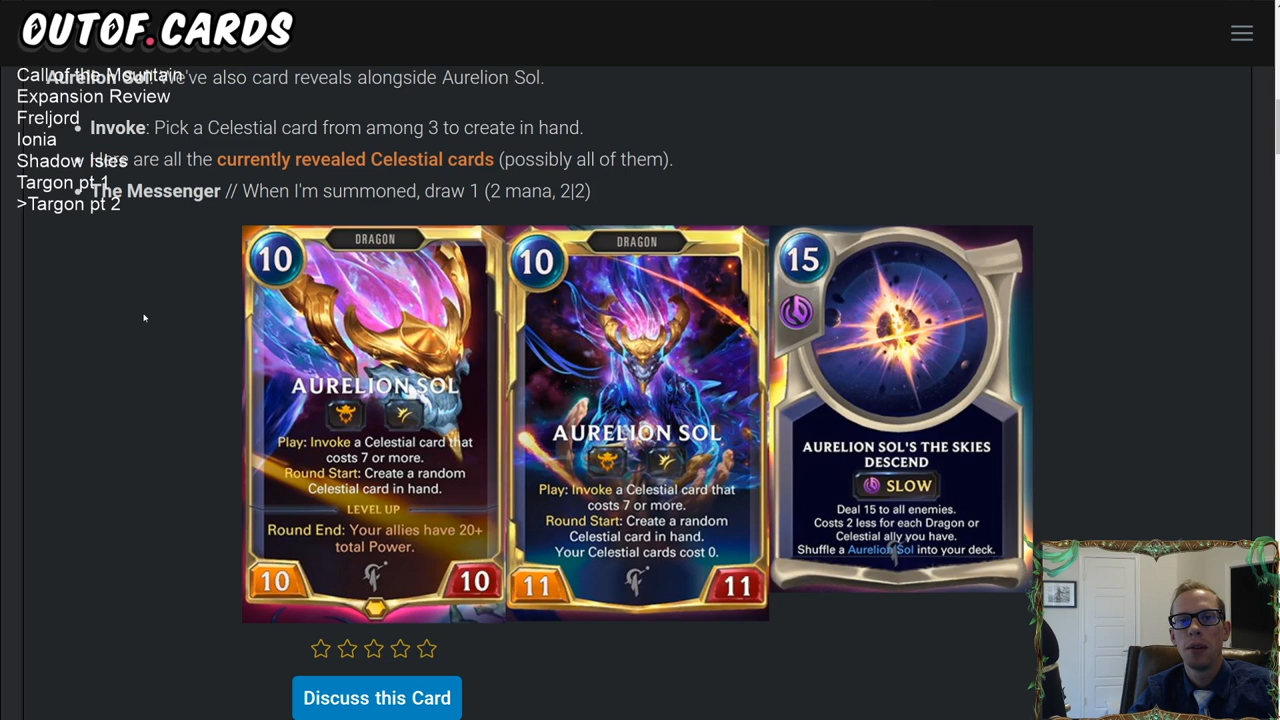 OUTOF.CARDS
Aurelion Sol: We've also card reveals alongside Aurelion Sol.
Invoke: Pick a Celestial card from among 3 to create in hand.
Here are all the currently revealed Celestial cards (possibly all of them).
The Messenger // When I'm summoned, draw 1 (2 mana, 2|2)
Call of the Mountain
Expansion Review
Freljord
Ionia
Shadow Isles
Targon pt 1
>Targon pt 2
10
DRAGON
AURELION SOL
Play: Invoke a Celestial card that
costs 7 or more.
Round Start: Create a random
Celestial card in hand.
LEVEL UP
Round End: Your allies have 20+
total Power.
10
10
10
DRAGON
AURELION SOL
Play: Invoke a Celestial card that
costs 7 or more.
Round Start: Create a random
Celestial card in hand.
Your Celestial cards cost 0.
11
11
15
AURELION SOL'S THE SKIES
DESCEND
SLOW
Deal 15 to all enemies.
Costs 2 less for each Dragon or
Celestial ally you have.
Shuffle a Aurelion Sol into your deck.
Discuss this Card